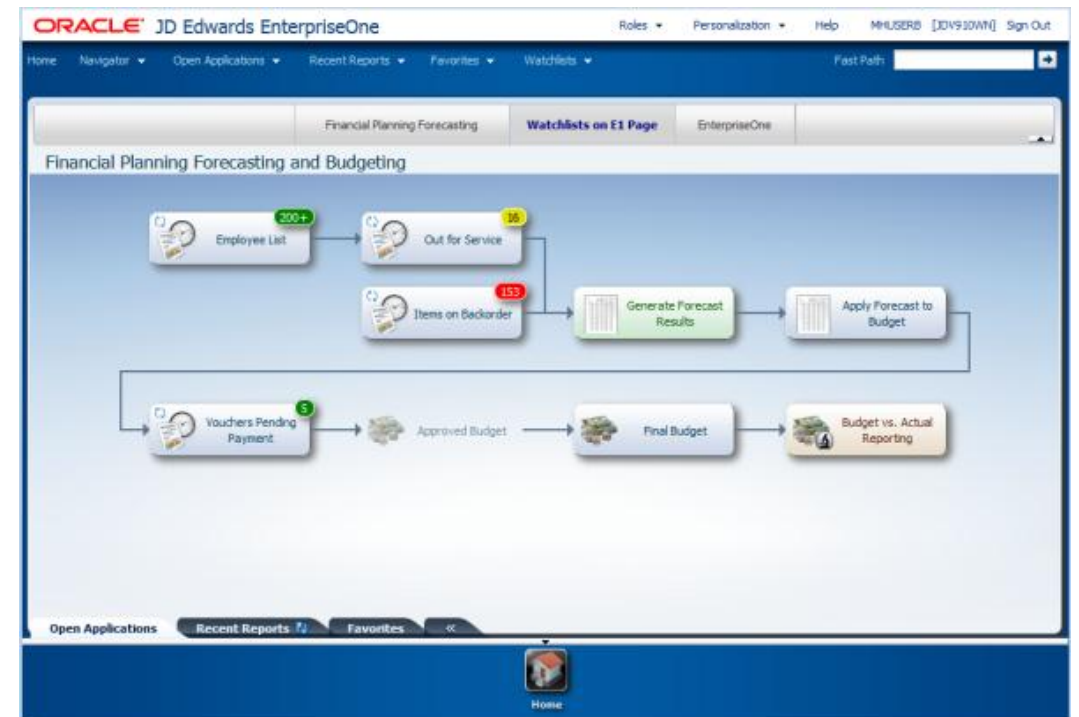 ORACLE JD Edwards EnterpriseOne Roles Personalization Help MHUSERB [JDV910WN] Sign Out
Home Navigator Open Applications Recent Reports Favorites Watchlists Fast Path
Financial Planning Forecasting Watchlists on E1 Page EnterpriseOne
Financial Planning Forecasting and Budgeting
200+ 16
Employee List Out for Service
153
Items on Backorder Generate Forecast Apply Forecast to
Results Budget
5
Vouchers Pending Approved Budget Final Budget Budget vs. Actual
Payment Reporting
Open Applications Recent Reports Favorites «
Home